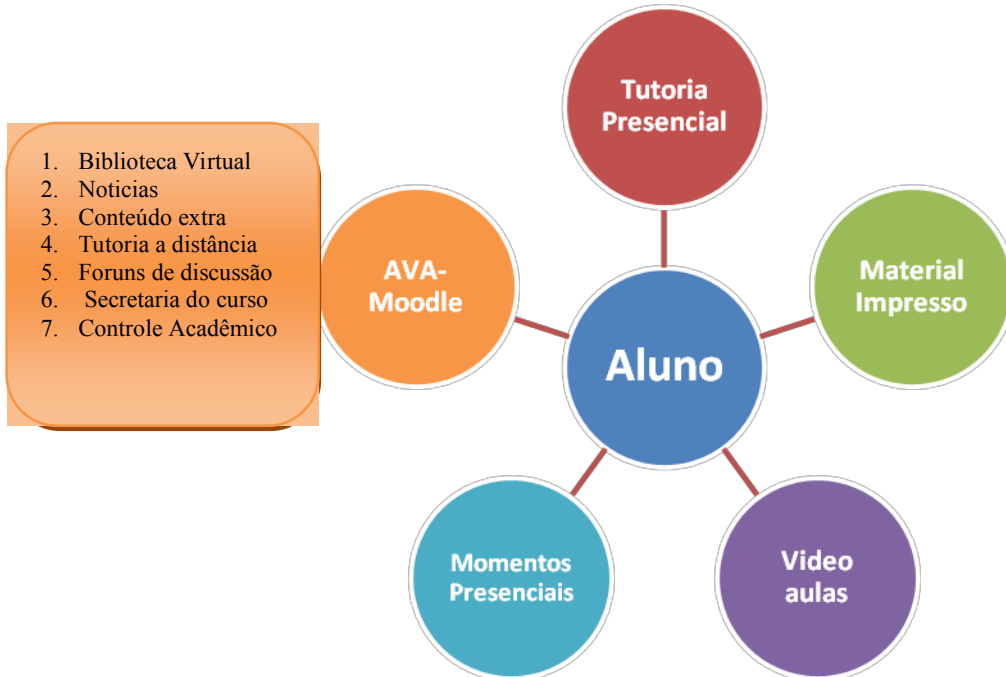 Tutoria
Presencial
1. Biblioteca Virtual
2. Noticias
3. Conteúdo extra
4. Tutoria a distância
5. Foruns de discussão
6. Secretaria do curso
7. Controle Acadêmico
AVA-
Moodle
Material
Impresso
Aluno
Momentos
Presenciais
Video
aulas